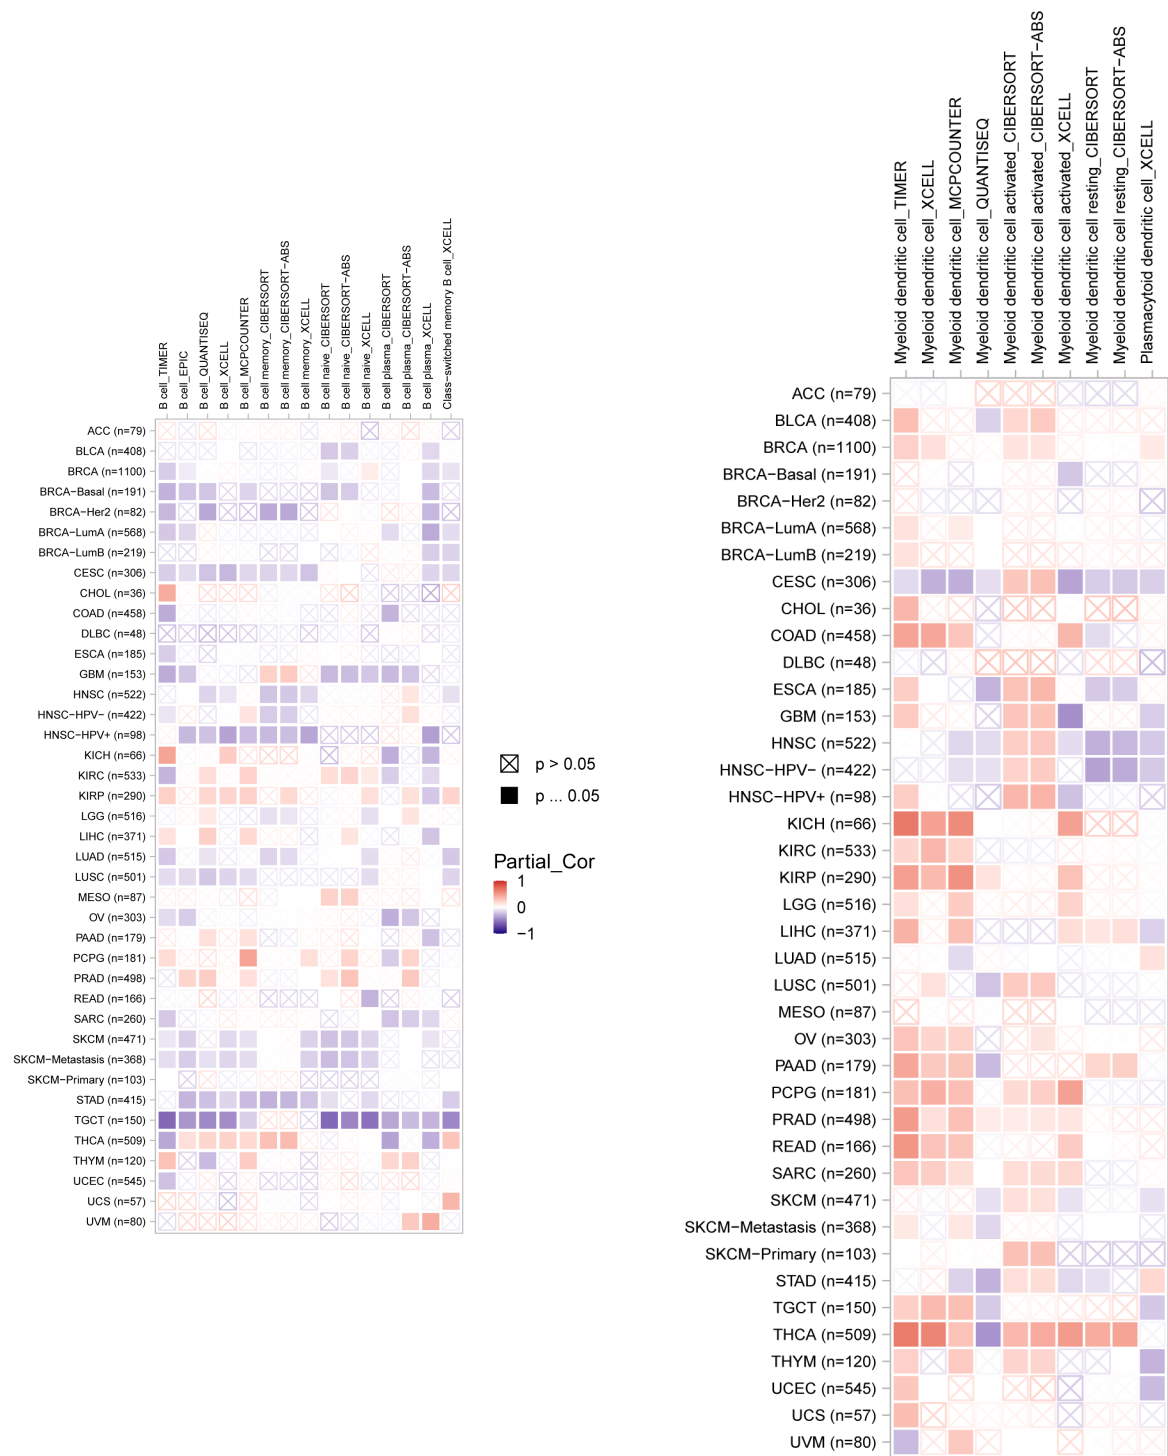 B cell_TIMER
B cell_EPIC
B cell_QUANTISEQ
B cell_XCELL
B cell_MCPCOUNTER
B cell memory_CIBERSORT
B cell memory_CIBERSORT−ABS
B cell memory_XCELL
B cell naive_CIBERSORT
B cell naive_CIBERSORT−ABS
B cell naive_XCELL
B cell plasma_CIBERSORT
B cell plasma_CIBERSORT−ABS
B cell plasma_XCELL
Class−switched memory B cell_XCELL
ACC (n=79)
BLCA (n=408)
BRCA (n=1100)
BRCA−Basal (n=191)
BRCA−Her2 (n=82)
BRCA−LumA (n=568)
BRCA−LumB (n=219)
CESC (n=306)
CHOL (n=36)
COAD (n=458)
DLBC (n=48)
ESCA (n=185)
GBM (n=153)
HNSC (n=522)
HNSC−HPV− (n=422)
HNSC−HPV+ (n=98)
KICH (n=66)
KIRC (n=533)
KIRP (n=290)
LGG (n=516)
LIHC (n=371)
LUAD (n=515)
LUSC (n=501)
MESO (n=87)
OV (n=303)
PAAD (n=179)
PCPG (n=181)
PRAD (n=498)
READ (n=166)
SARC (n=260)
SKCM (n=471)
SKCM−Metastasis (n=368)
SKCM−Primary (n=103)
STAD (n=415)
TGCT (n=150)
THCA (n=509)
THYM (n=120)
UCEC (n=545)
UCS (n=57)
UVM (n=80)
p > 0.05
p ... 0.05
Partial_Cor
1
0
−1
Myeloid dendritic cell_TIMER
Myeloid dendritic cell_XCELL
Myeloid dendritic cell_MCPCOUNTER
Myeloid dendritic cell_QUANTISEQ
Myeloid dendritic cell activated_CIBERSORT
Myeloid dendritic cell activated_CIBERSORT−ABS
Myeloid dendritic cell activated_XCELL
Myeloid dendritic cell resting_CIBERSORT
Myeloid dendritic cell resting_CIBERSORT−ABS
Plasmacytoid dendritic cell_XCELL
ACC (n=79)
BLCA (n=408)
BRCA (n=1100)
BRCA−Basal (n=191)
BRCA−Her2 (n=82)
BRCA−LumA (n=568)
BRCA−LumB (n=219)
CESC (n=306)
CHOL (n=36)
COAD (n=458)
DLBC (n=48)
ESCA (n=185)
GBM (n=153)
HNSC (n=522)
HNSC−HPV− (n=422)
HNSC−HPV+ (n=98)
KICH (n=66)
KIRC (n=533)
KIRP (n=290)
LGG (n=516)
LIHC (n=371)
LUAD (n=515)
LUSC (n=501)
MESO (n=87)
OV (n=303)
PAAD (n=179)
PCPG (n=181)
PRAD (n=498)
READ (n=166)
SARC (n=260)
SKCM (n=471)
SKCM−Metastasis (n=368)
SKCM−Primary (n=103)
STAD (n=415)
TGCT (n=150)
THCA (n=509)
THYM (n=120)
UCEC (n=545)
UCS (n=57)
UVM (n=80)